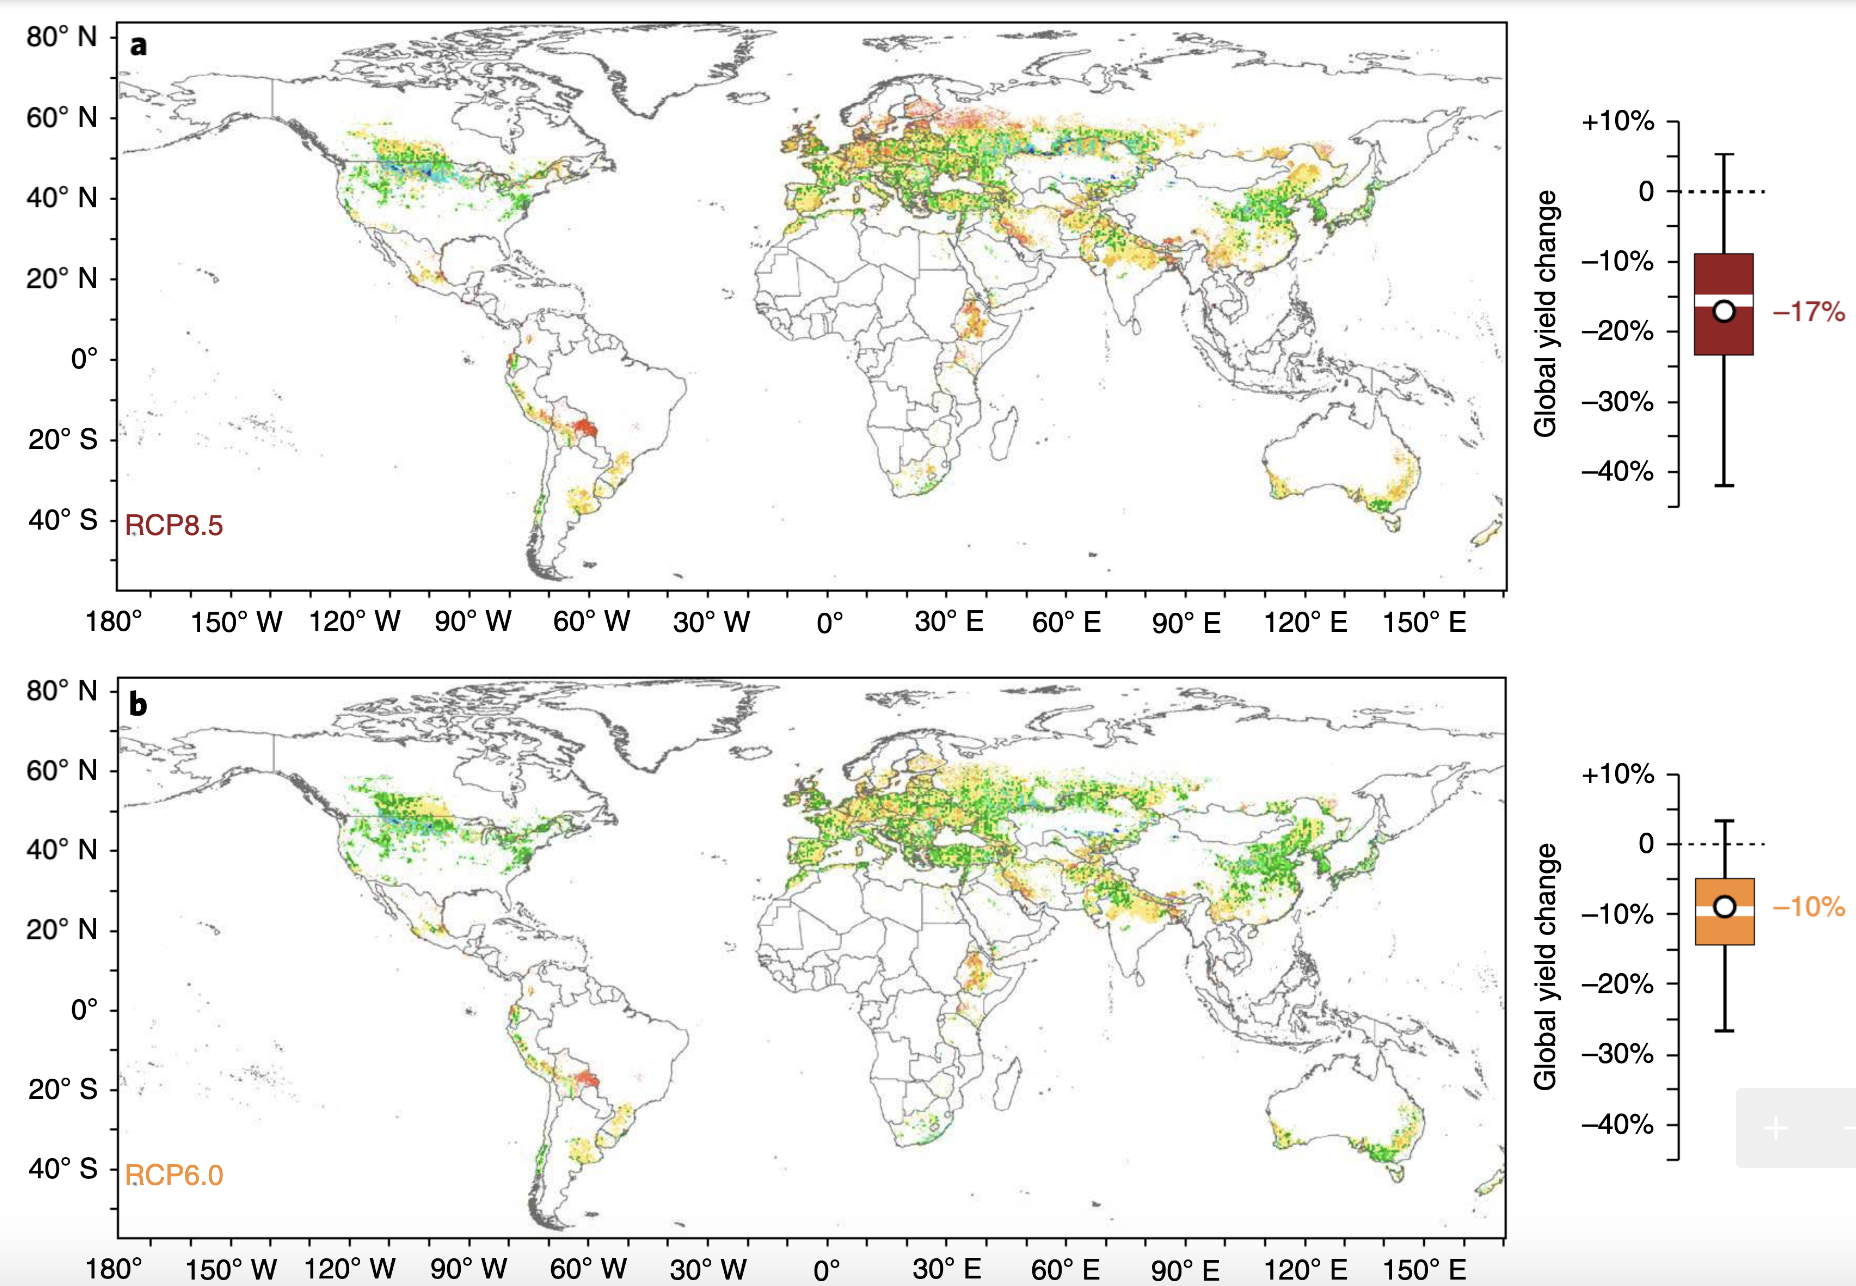 a
80° N
60° N
40° N
20° N
0°
20° S
40° S
RCP8.5
180° 150° W 120° W 90° W 60° W 30° W 0° 30° E 60° E 90° E 120° E 150° E
Global yield change
+10%
0
–10%
–20%
–30%
–40%
–17%
b
80° N
60° N
40° N
20° N
0°
20° S
40° S
RCP6.0
180° 150° W 120° W 90° W 60° W 30° W 0° 30° E 60° E 90° E 120° E 150° E
Global yield change
+10%
0
–10%
–20%
–30%
–40%
–10%